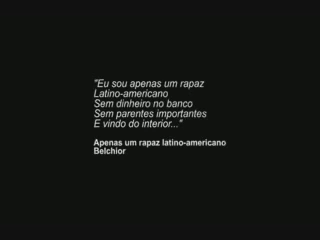 "Eu sou apenas um rapaz
Latino-americano
Sem dinheiro no banco
Sem parentes importantes
E vindo do interior..."
Apenas um rapaz latino-americano
Belchior